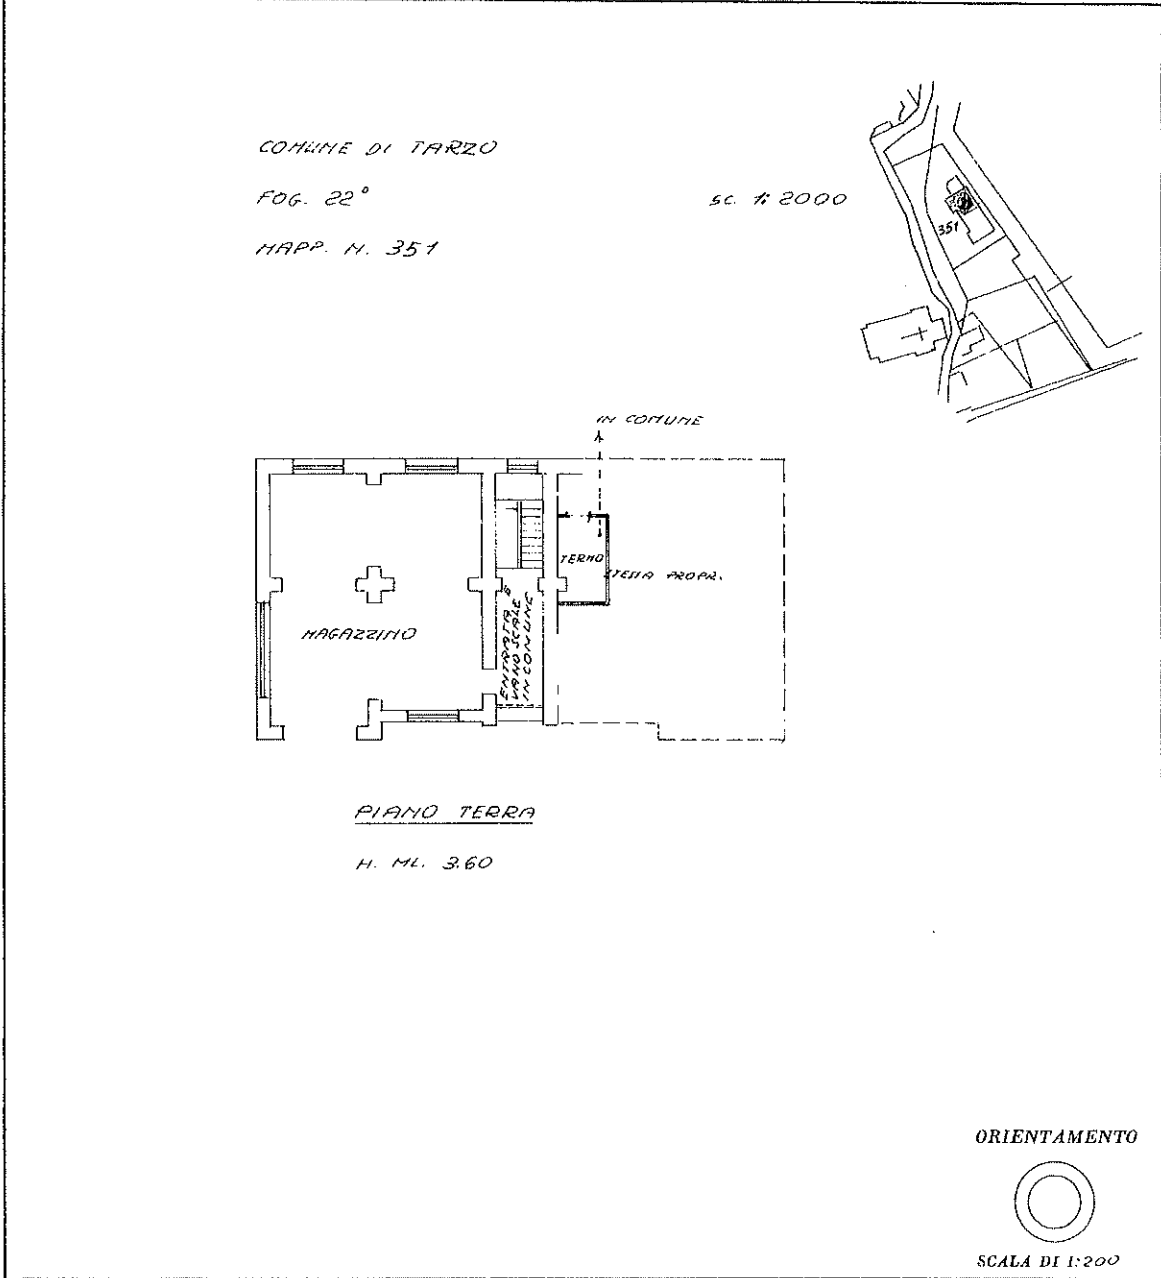 COMUNE DI TARZO
FOG. 22°
SC. 1: 2000
MAPP. N. 351
351
IN COMUNE
TERMO
STESSA PROPR.
MAGAZZINO
ENTRATA E
VANO SCALE
IN COMUNE
PIANO TERRA
H. ML. 3.60
ORIENTAMENTO
SCALA DI 1:200